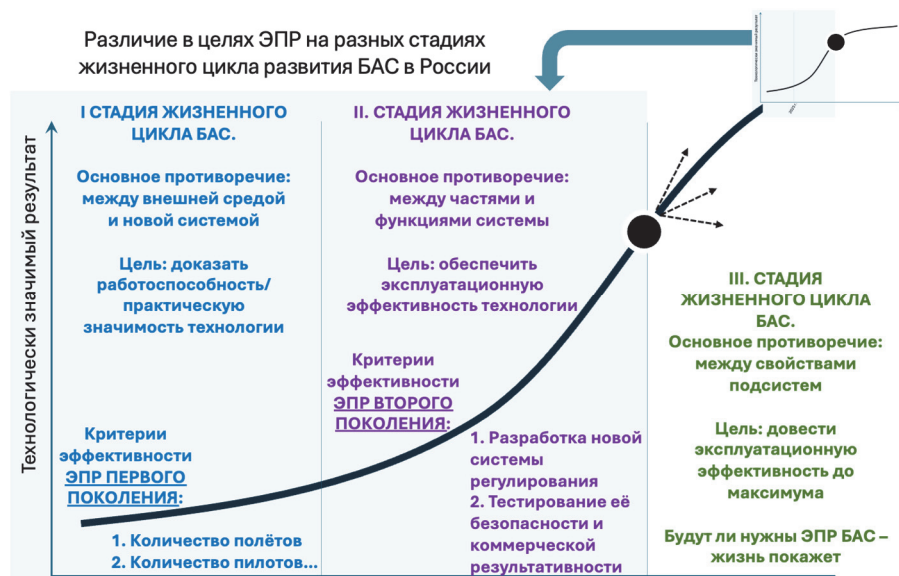 Различие в целях ЭПР на разных стадиях
жизненного цикла развития БАС в России
Технологически значимый результат
I СТАДИЯ ЖИЗНЕННОГО
ЦИКЛА БАС.
Основное противоречие:
между внешней средой
и новой системой
Цель: доказать
работоспособность/
практическую
значимость технологии
Критерии
эффективности
ЭПР ПЕРВОГО
ПОКОЛЕНИЯ:
1. Количество полётов
2. Количество пилотов...
II. СТАДИЯ ЖИЗНЕННОГО
ЦИКЛА БАС.
Основное противоречие:
между частями и
функциями системы
Цель: обеспечить
эксплуатационную
эффективность технологии
Критерии
эффективности
ЭПР ВТОРОГО
ПОКОЛЕНИЯ:
1. Разработка новой
системы
регулирования
2. Тестирование её
безопасности и
коммерческой
результативности
III. СТАДИЯ
ЖИЗНЕННОГО ЦИКЛА
БАС.
Основное противоречие:
между свойствами
подсистем
Цель: довести
эксплуатационную
эффективность до
максимума
Будут ли нужны ЭПР БАС –
жизнь покажет